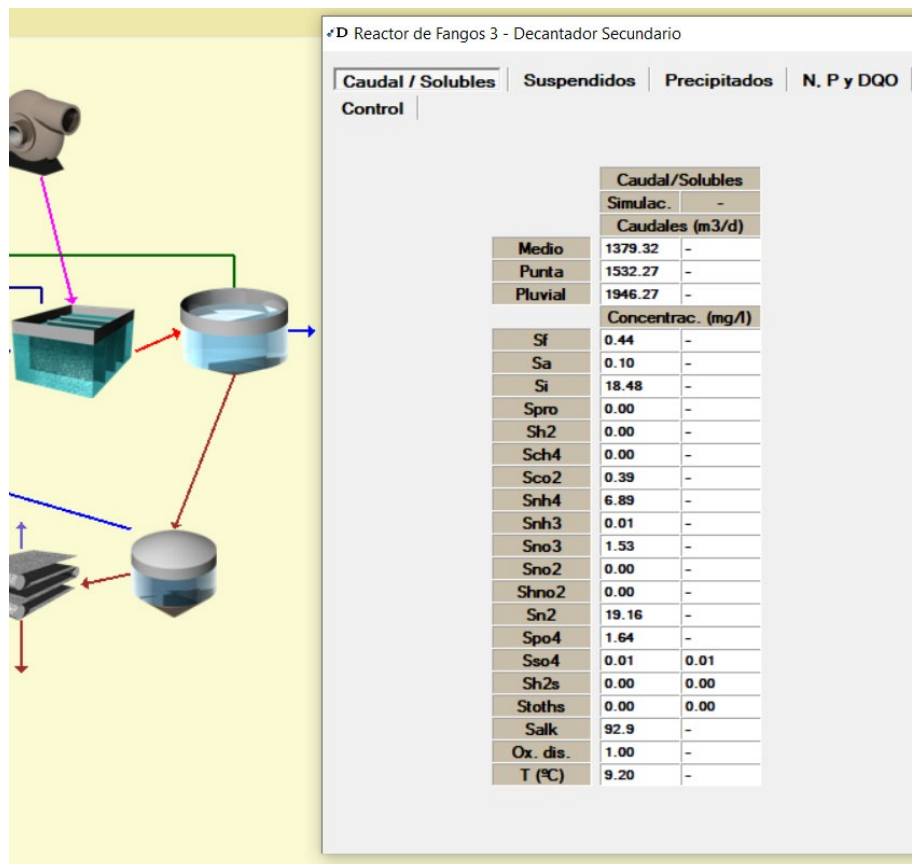 D Reactor de Fangos 3 - Decantador Secundario
Caudal / Solubles Suspendidos Precipitados N, P y DQO
Control
Caudal/Solubles
Simulac. -
Caudales (m3/d)
Medio 1379.32 -
Punta 1532.27 -
Pluvial 1946.27 -
Concentrac. (mg/l)
Sf 0.44 -
Sa 0.10 -
Si 18.48 -
Spro 0.00 -
Sh2 0.00 -
Sch4 0.00 -
Sco2 0.39 -
Snh4 6.89 -
Snh3 0.01 -
Sno3 1.53 -
Sno2 0.00 -
Shno2 0.00 -
Sn2 19.16 -
Spo4 1.64 -
Sso4 0.01 0.01
Sh2s 0.00 0.00
Stoths 0.00 0.00
Salk 92.9 -
Ox. dis. 1.00 -
T (ºC) 9.20 -